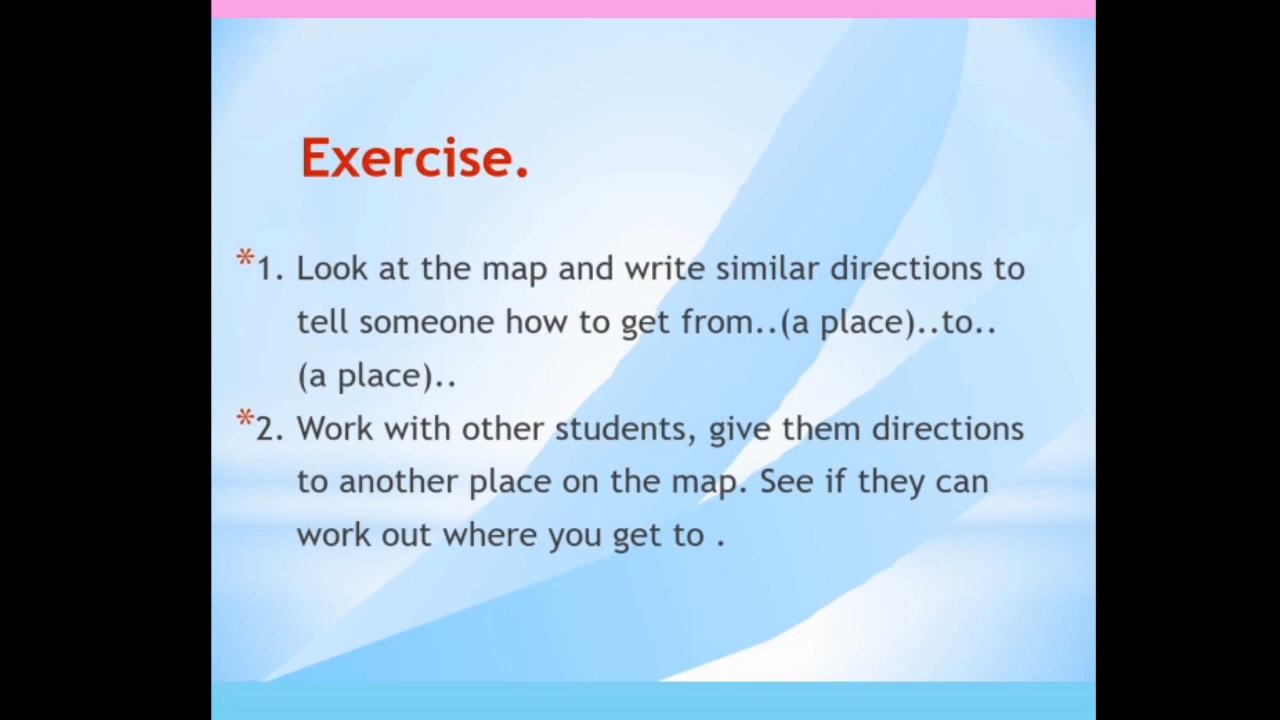 Exercise.
*1. Look at the map and write similar directions to
tell someone how to get from..(a place)..to..
(a place)..
*2. Work with other students, give them directions
to another place on the map. See if they can
work out where you get to .